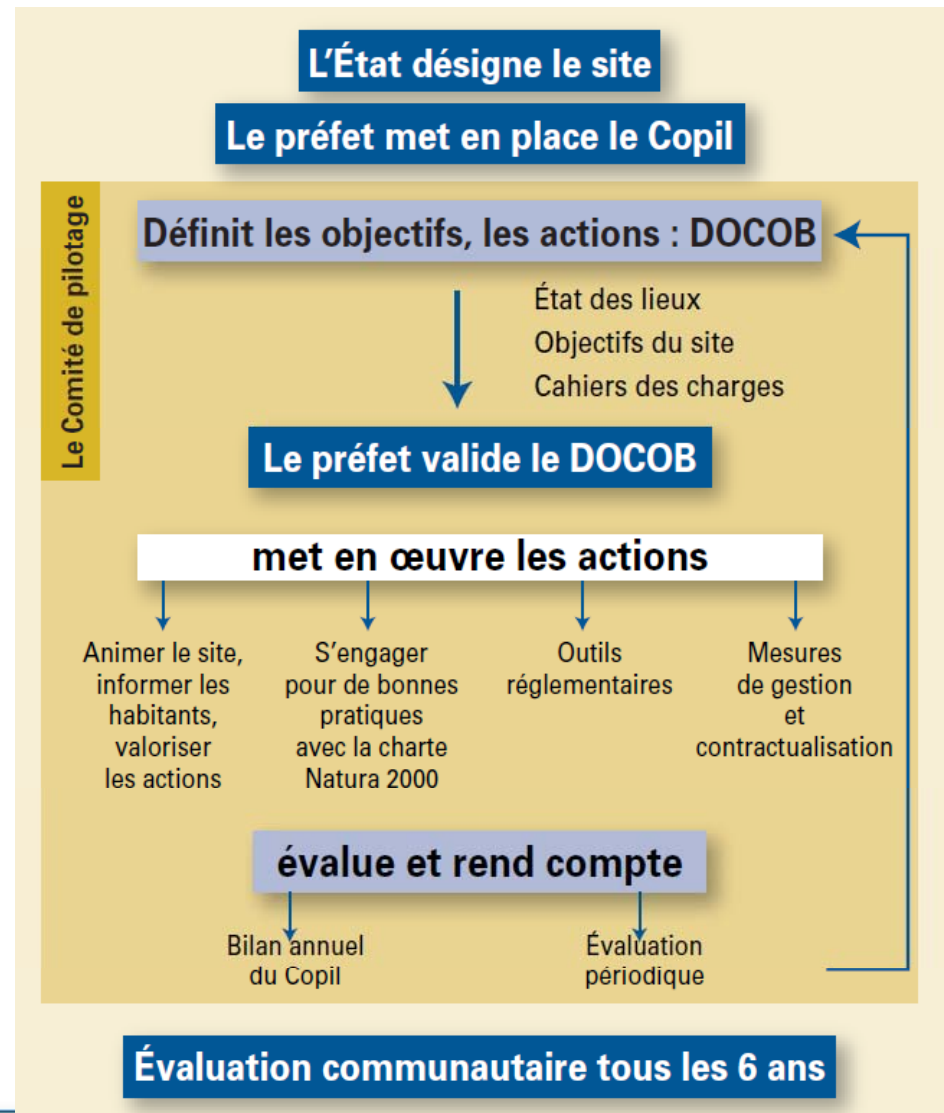 L'État désigne le site
Le préfet met en place le Copil
Le Comité de pilotage
Définit les objectifs, les actions : DOCOB
État des lieux
Objectifs du site
Cahiers des charges
Le préfet valide le DOCOB
met en œuvre les actions
Animer le site,
informer les
habitants,
valoriser
les actions
S'engager
pour de bonnes
pratiques
avec la charte
Natura 2000
Outils
réglementaires
Mesures
de gestion
et
contractualisation
évalue et rend compte
Bilan annuel
du Copil
Évaluation
périodique
Évaluation communautaire tous les 6 ans